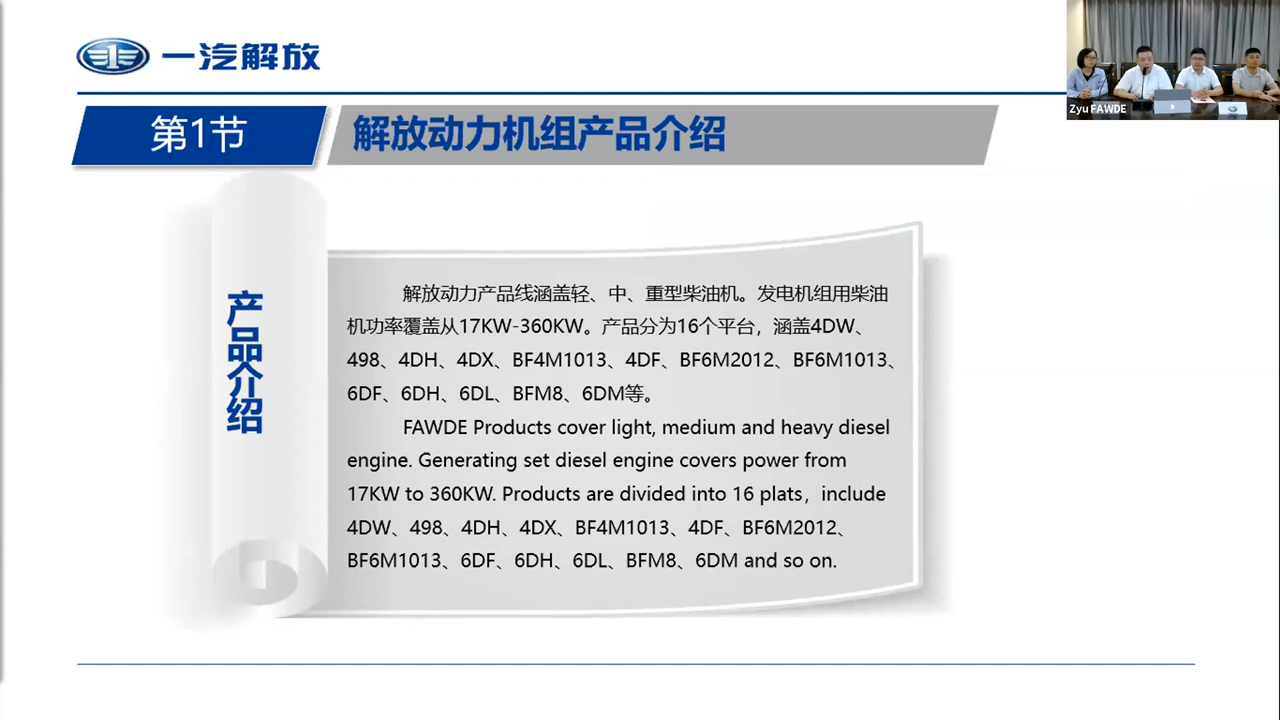 一汽解放
Zyu FAWDE
第1节
解放动力机组产品介绍
产品介绍
解放动力产品线涵盖轻、中、重型柴油机。发电机组用柴油
机功率覆盖从17KW-360KW。产品分为16个平台，涵盖4DW、
498、4DH、4DX、BF4M1013、4DF、BF6M2012、BF6M1013、
6DF、6DH、6DL、BFM8、6DM等。
FAWDE Products cover light, medium and heavy diesel
engine. Generating set diesel engine covers power from
17KW to 360KW. Products are divided into 16 plats，include
4DW、498、4DH、4DX、BF4M1013、4DF、BF6M2012、
BF6M1013、6DF、6DH、6DL、BFM8、6DM and so on.